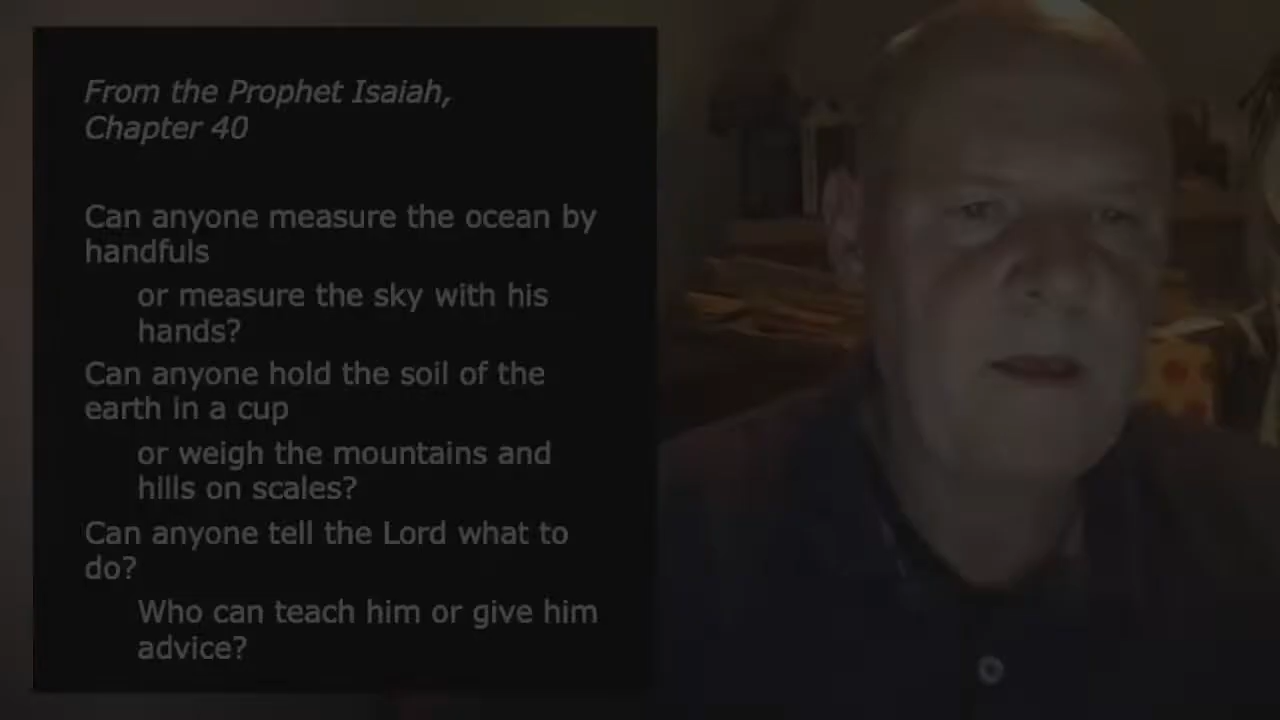 From the Prophet Isaiah,
Chapter 40
Can anyone measure the ocean by
handfuls
or measure the sky with his
hands?
Can anyone hold the soil of the
earth in a cup
or weigh the mountains and
hills on scales?
Can anyone tell the Lord what to
do?
Who can teach him or give him
advice?